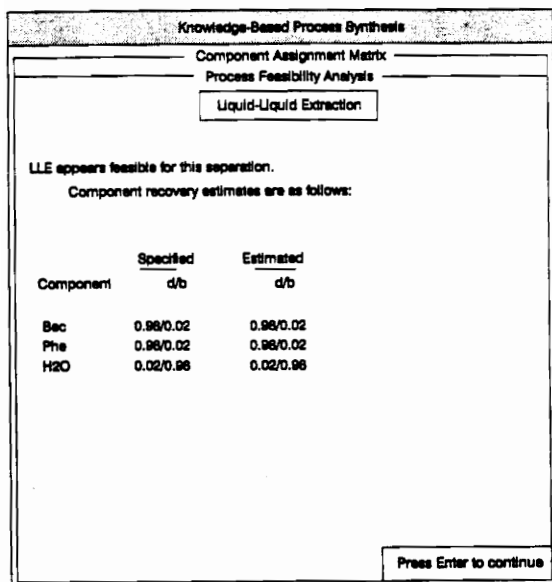 Knowledge-Based Process Synthesis
Component Assignment Matrix
Process Feasibility Analysis
Liquid-Liquid Extraction
LLE appears feasible for this separation.
Component recovery estimates are as follows:
Specified Estimated
Component d/b d/b
Bec 0.98/0.02 0.98/0.02
Phe 0.98/0.02 0.98/0.02
H2O 0.02/0.98 0.02/0.98
Press Enter to continue